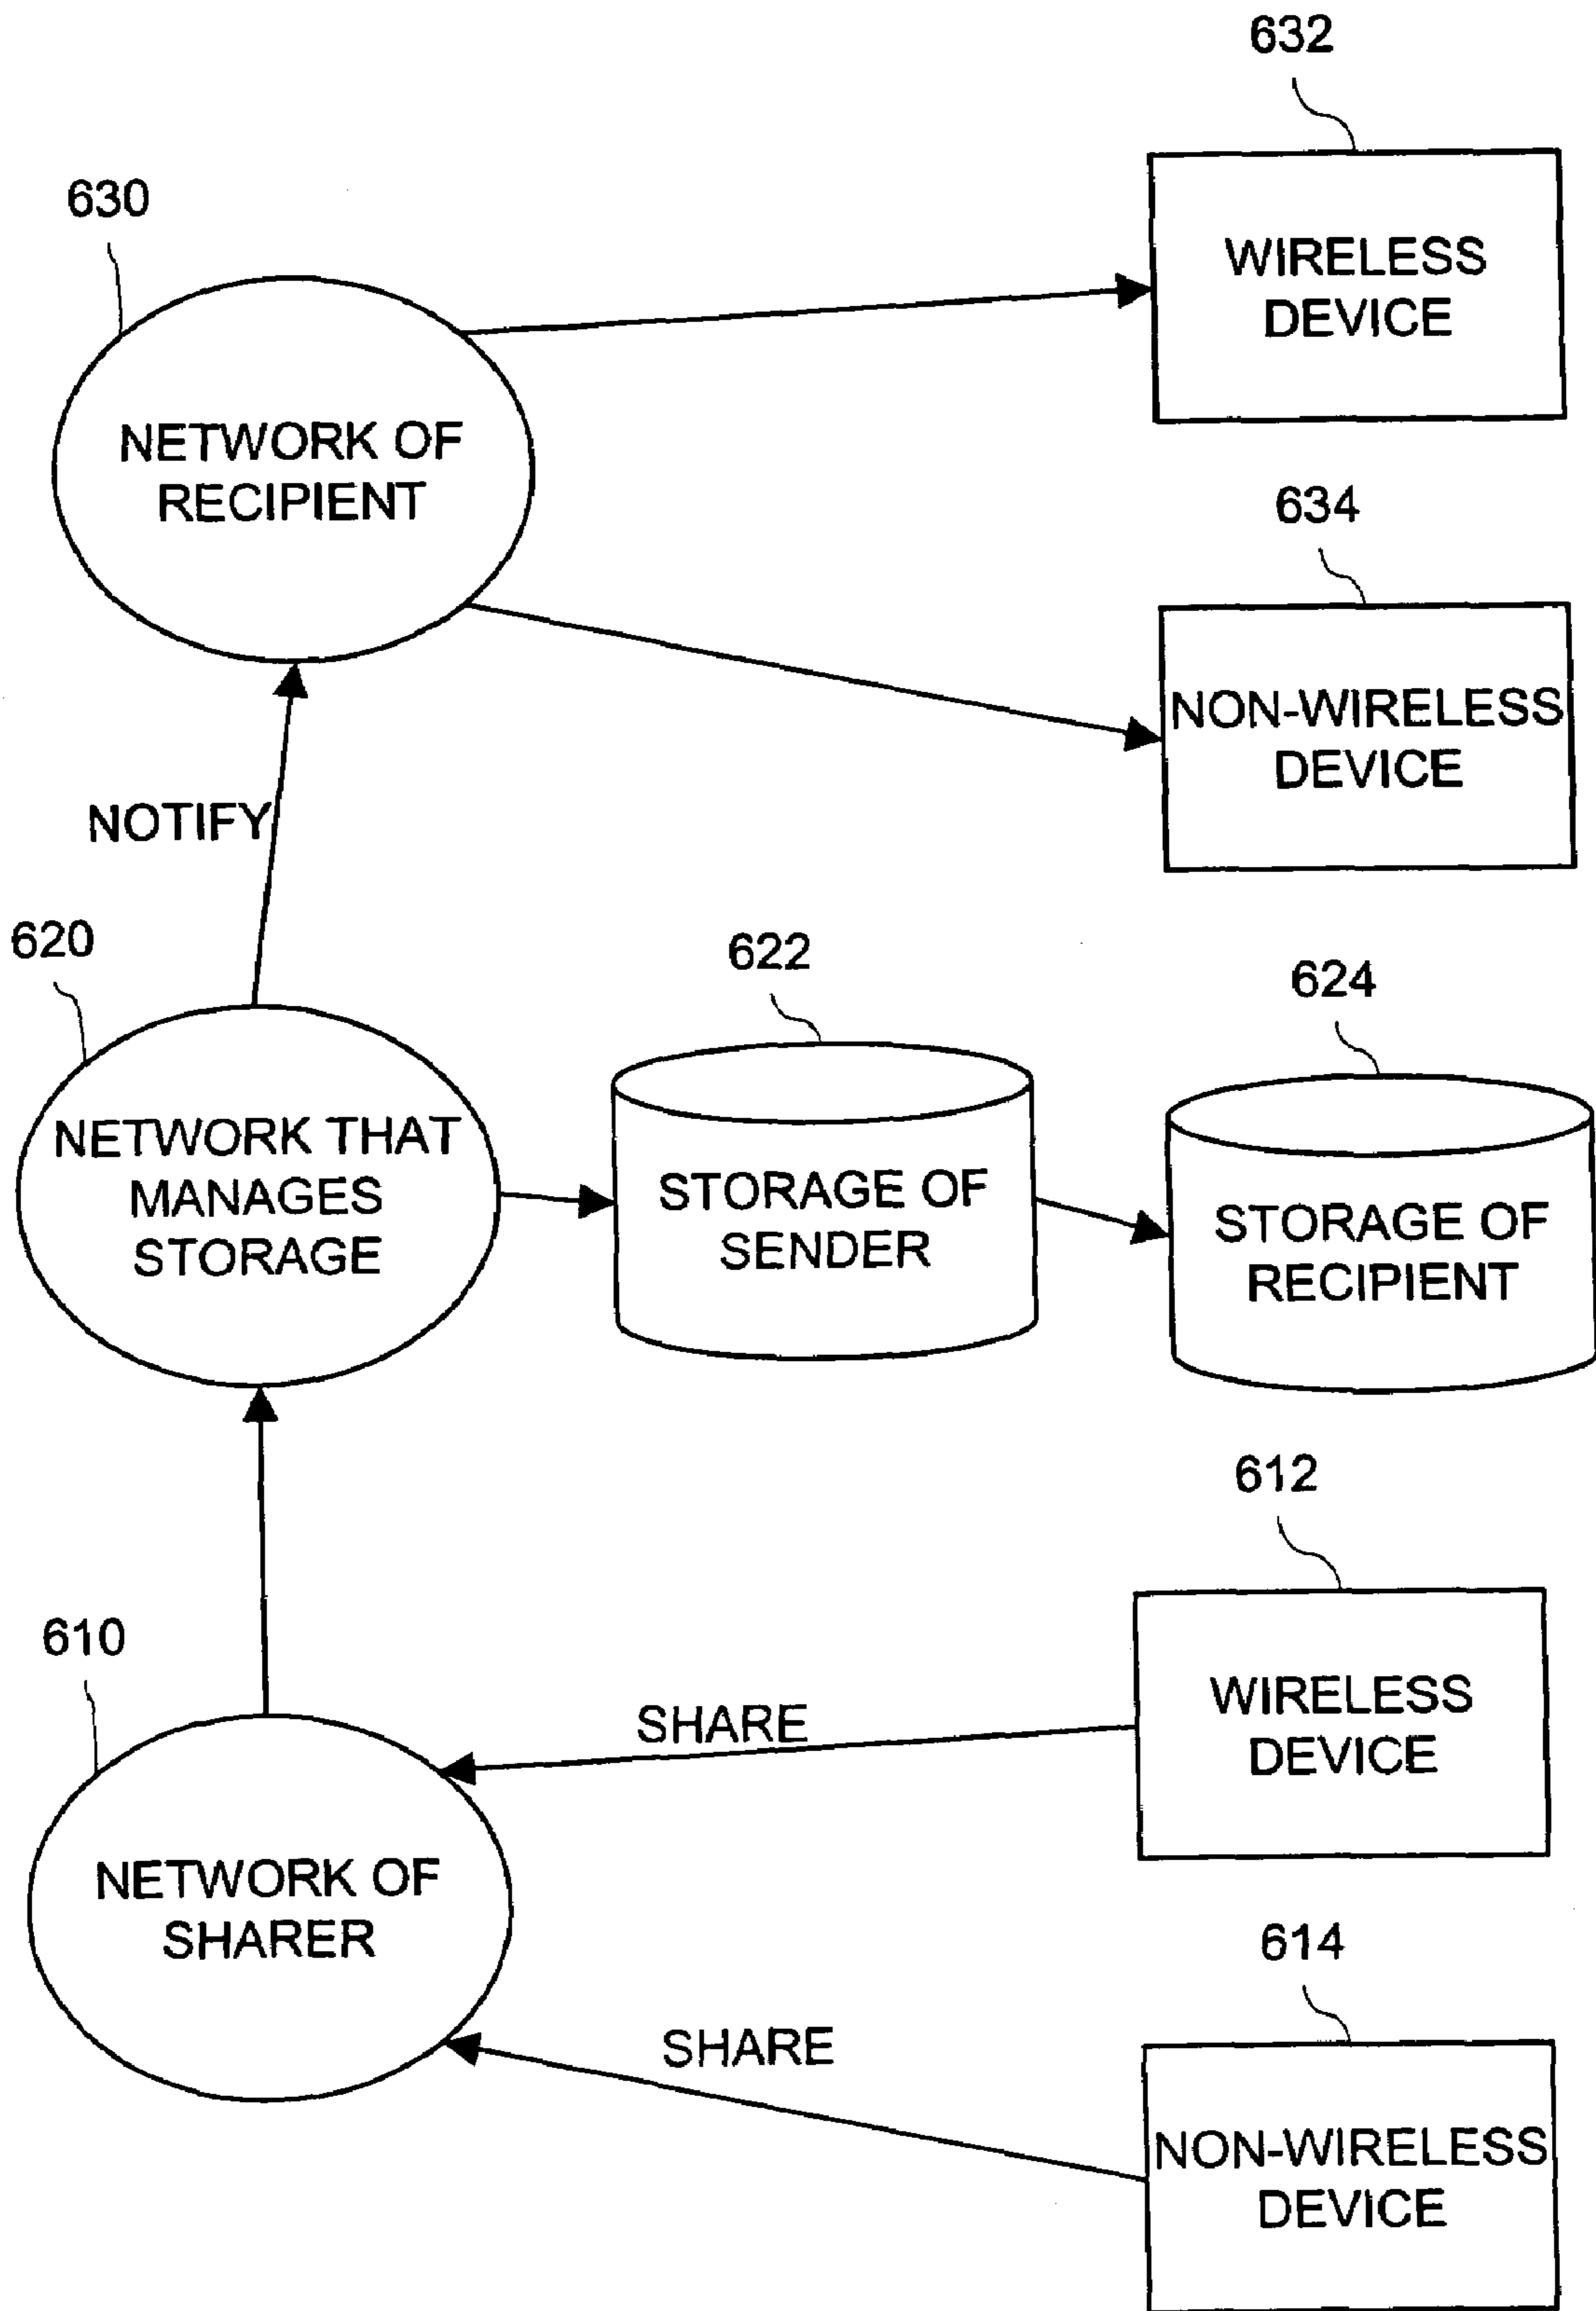 632
630
WIRELESS
DEVICE
NETWORK OF
RECIPIENT
634
NON-WIRELESS
DEVICE
NOTIFY
620
622
624
NETWORK THAT
MANAGES
STORAGE
STORAGE OF
SENDER
STORAGE OF
RECIPIENT
612
610
WIRELESS
DEVICE
SHARE
NETWORK OF
SHARER
614
SHARE
NON-WIRELESS
DEVICE